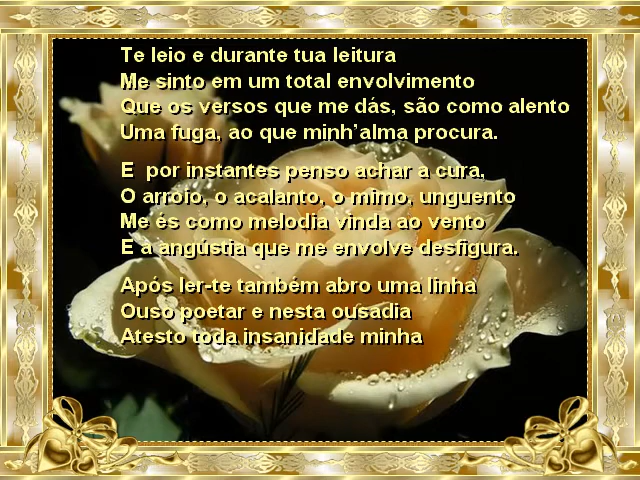 Te leio e durante tua leitura
Me sinto em um total envolvimento
Que os versos que me dás, são como alento
Uma fuga, ao que minh'alma procura.
E por instantes penso achar a cura,
O arroio, o acalanto, o mimo, unguento
Me és como melodia vinda ao vento
E a angústia que me envolve desfigura.
Após ler-te também abro uma linha
Ouso poetar e nesta ousadia
Atesto toda insanidade minha